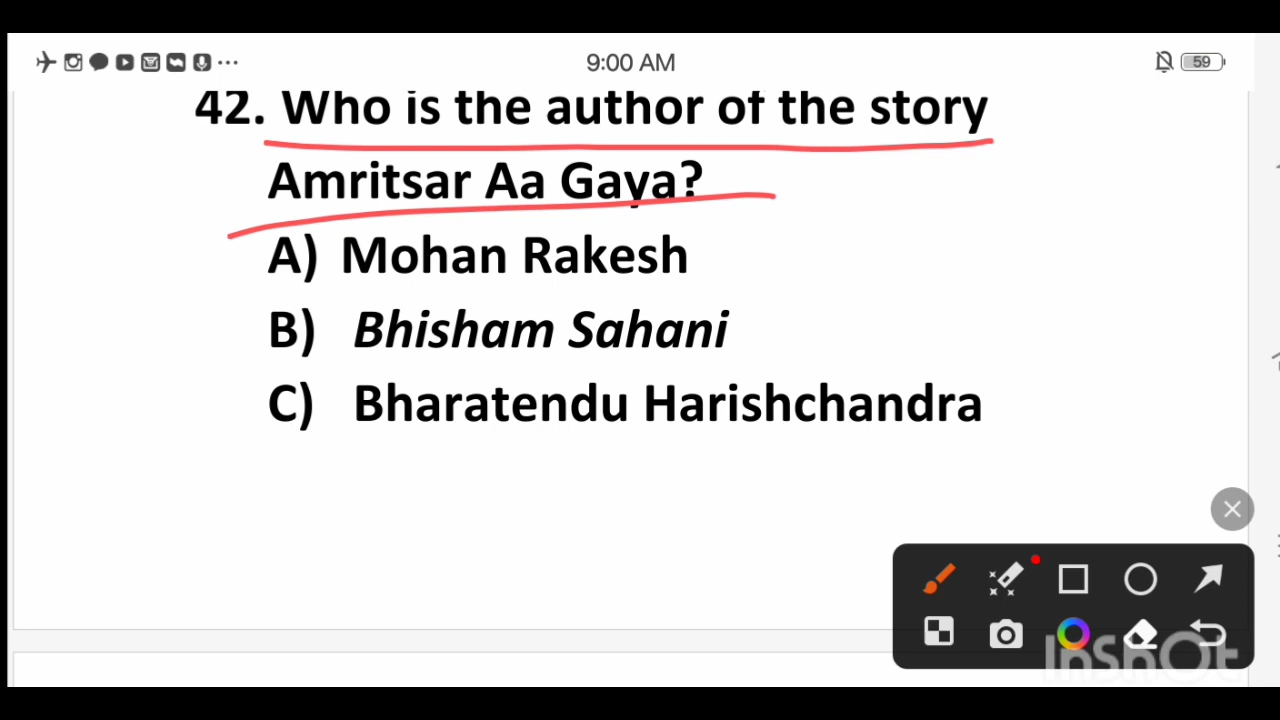 9:00 AM
59
42. Who is the author of the story
Amritsar Aa Gaya?
A) Mohan Rakesh
B) Bhisham Sahani
C) Bharatendu Harishchandra
InShOt